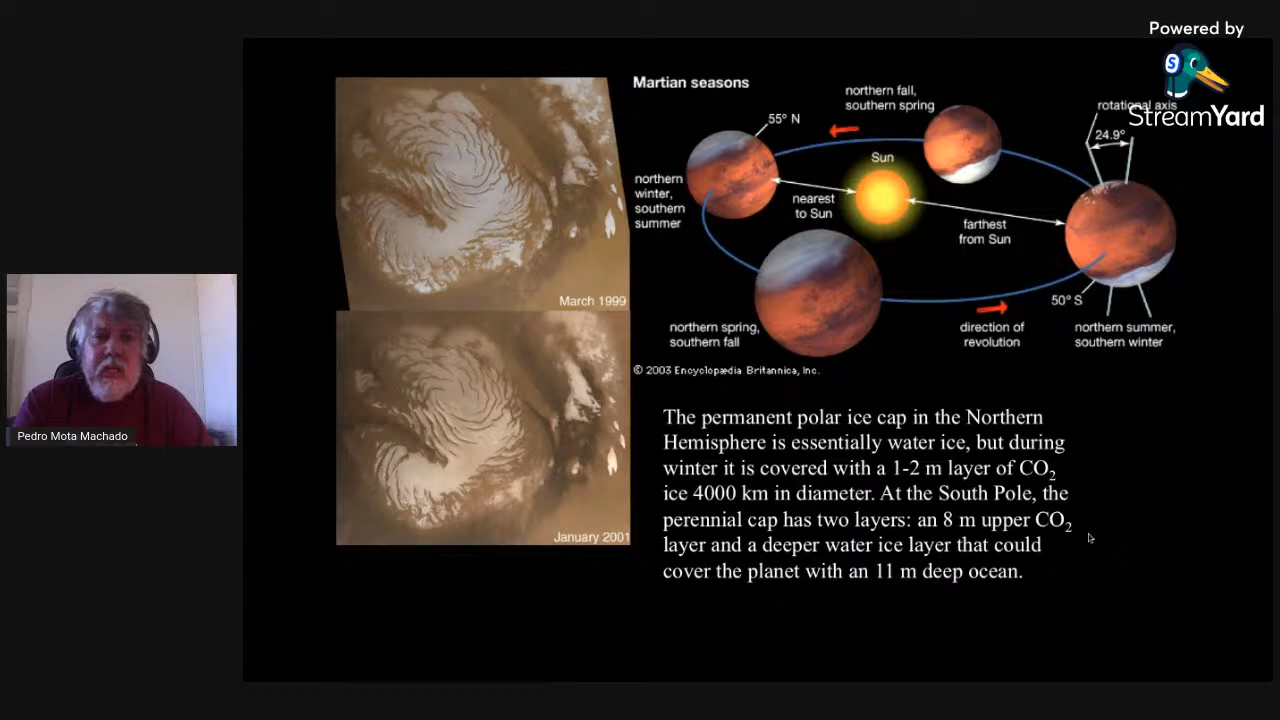 Powered by
StreamYard
S
Martian seasons
northern fall,
southern spring
rotational axis
55° N
24.9°
Sun
northern
winter,
southern
summer
nearest
to Sun
farthest
from Sun
March 1999
50° S
northern spring,
southern fall
direction of
revolution
northern summer,
southern winter
© 2003 Encyclopædia Britannica, Inc.
January 2001
The permanent polar ice cap in the Northern
Hemisphere is essentially water ice, but during
winter it is covered with a 1-2 m layer of CO₂
ice 4000 km in diameter. At the South Pole, the
perennial cap has two layers: an 8 m upper CO₂
layer and a deeper water ice layer that could
cover the planet with an 11 m deep ocean.
Pedro Mota Machado